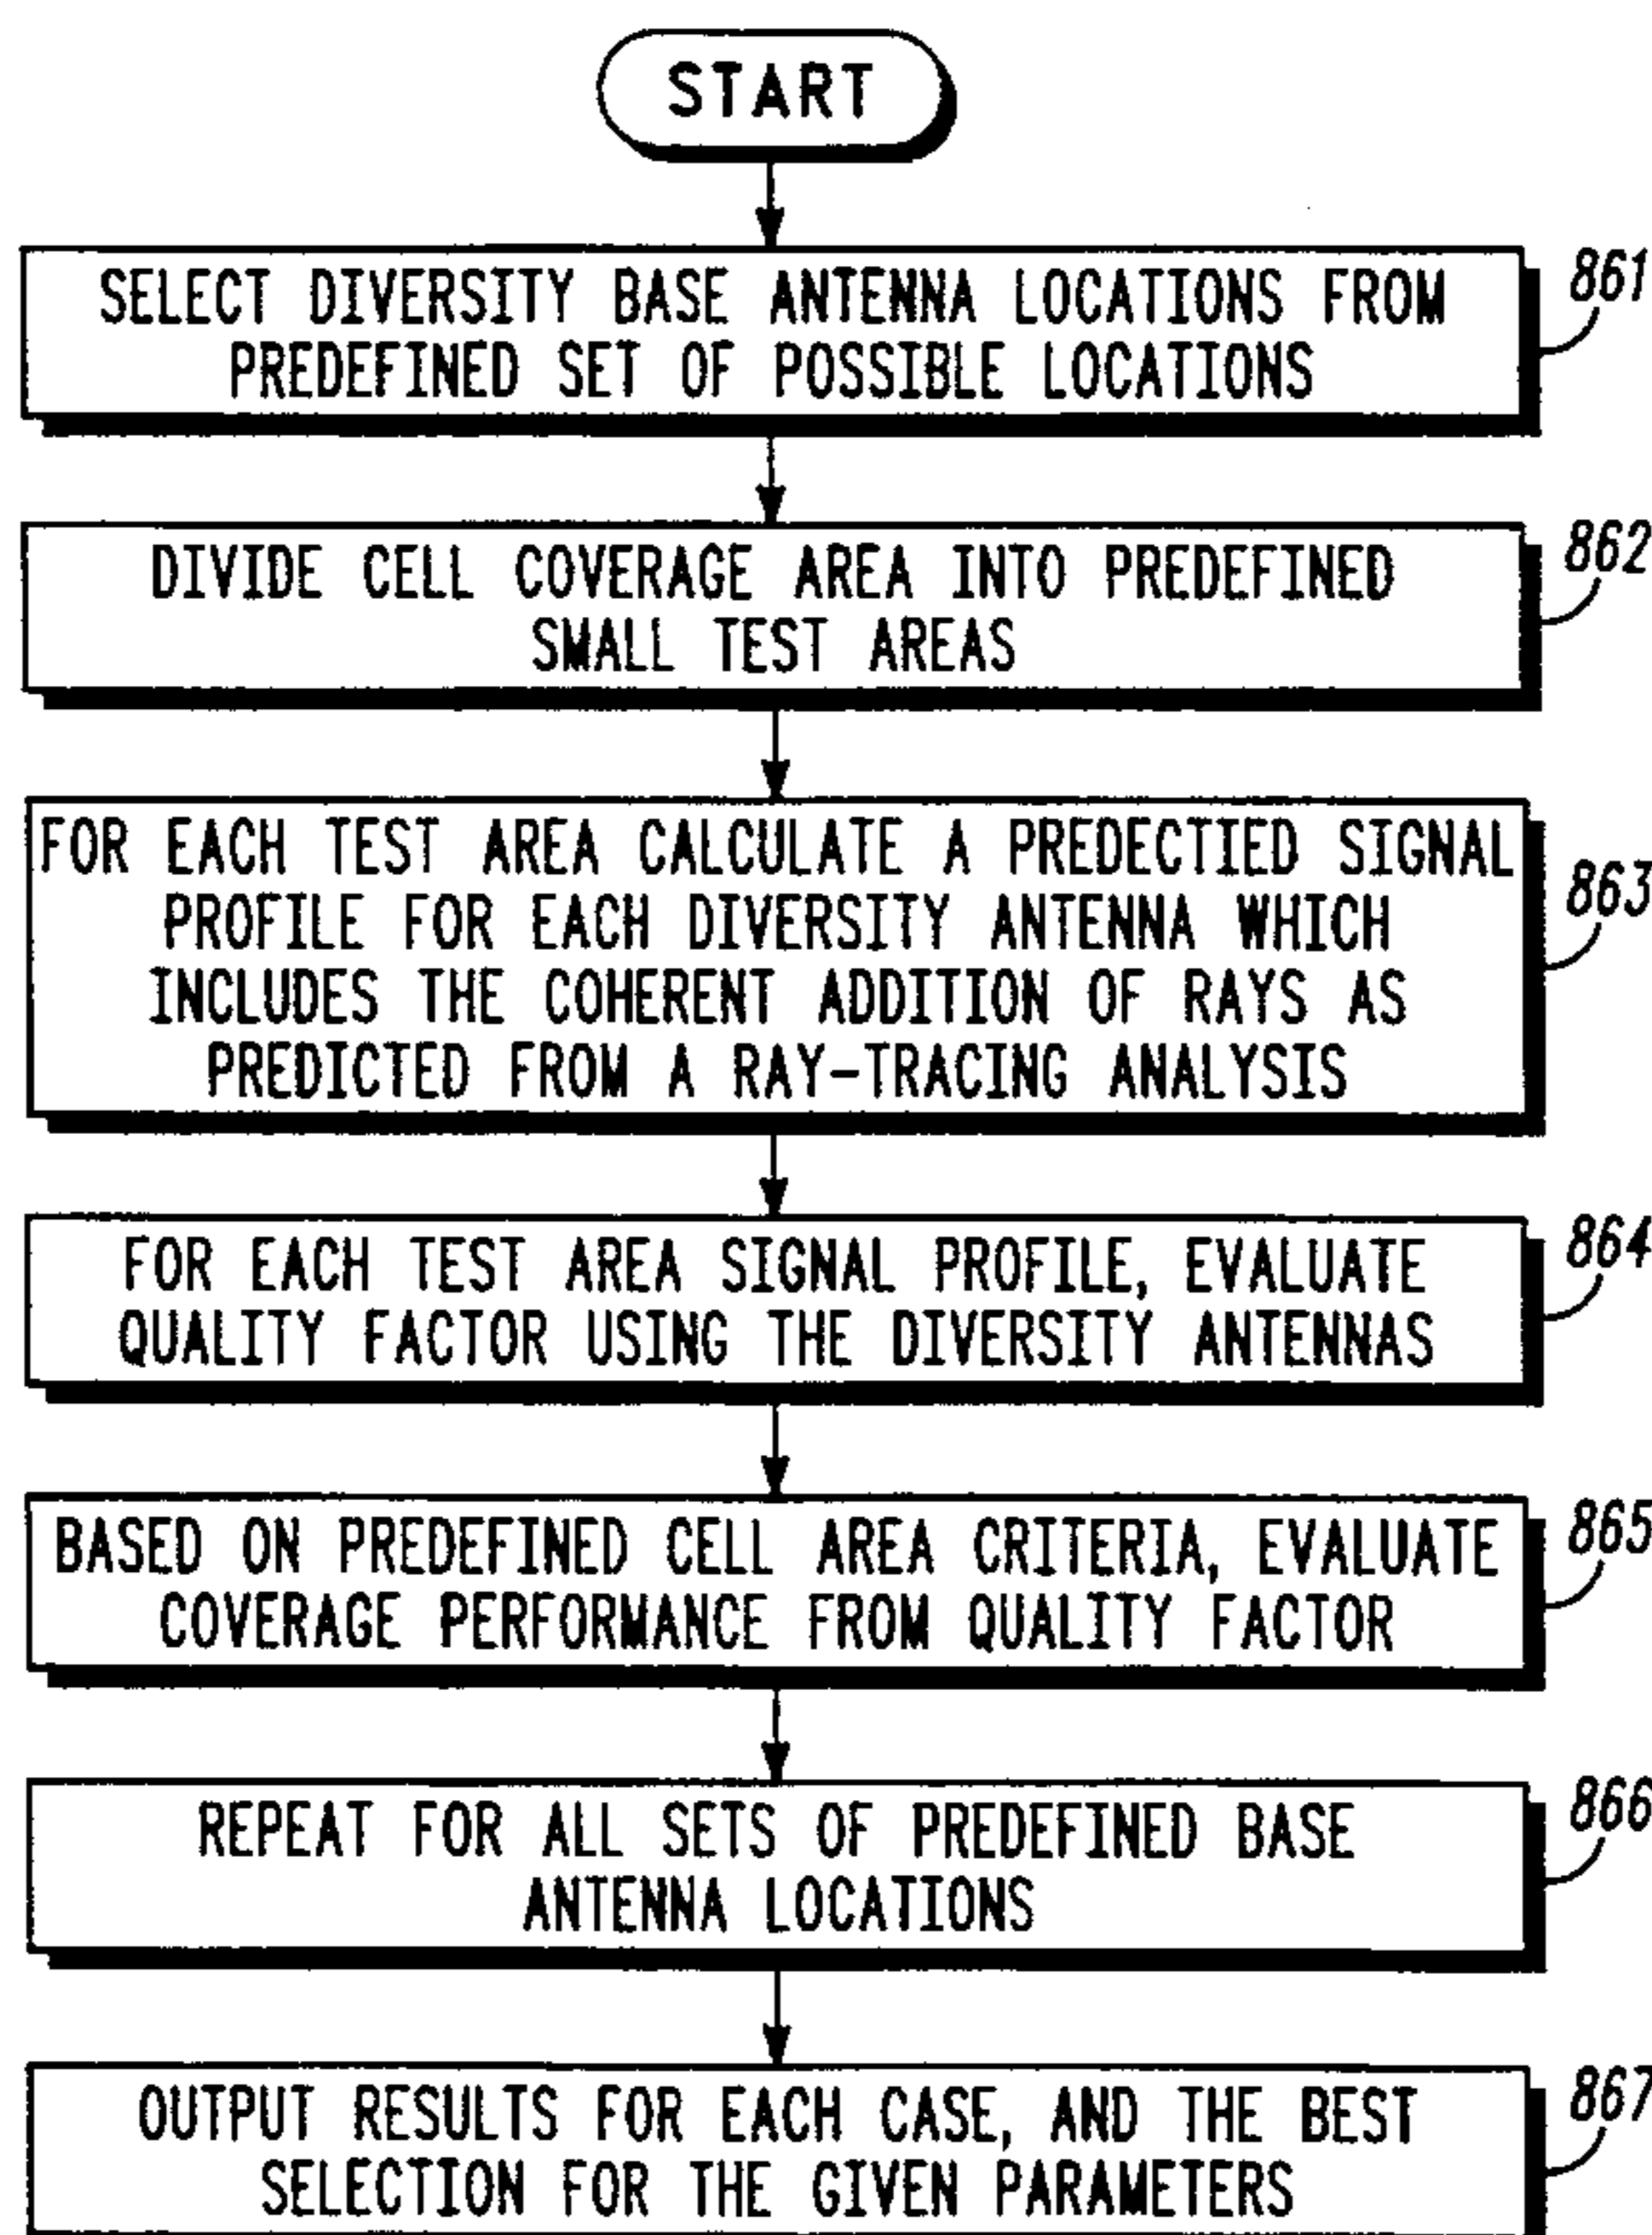 START
SELECT DIVERSITY BASE ANTENNA LOCATIONS FROM
PREDEFINED SET OF POSSIBLE LOCATIONS
861
DIVIDE CELL COVERAGE AREA INTO PREDEFINED
SMALL TEST AREAS
862
FOR EACH TEST AREA CALCULATE A PREDECTIED SIGNAL
PROFILE FOR EACH DIVERSITY ANTENNA WHICH
INCLUDES THE COHERENT ADDITION OF RAYS AS
PREDICTED FROM A RAY-TRACING ANALYSIS
863
FOR EACH TEST AREA SIGNAL PROFILE, EVALUATE
QUALITY FACTOR USING THE DIVERSITY ANTENNAS
864
BASED ON PREDEFINED CELL AREA CRITERIA, EVALUATE
COVERAGE PERFORMANCE FROM QUALITY FACTOR
865
REPEAT FOR ALL SETS OF PREDEFINED BASE
ANTENNA LOCATIONS
866
OUTPUT RESULTS FOR EACH CASE, AND THE BEST
SELECTION FOR THE GIVEN PARAMETERS
867